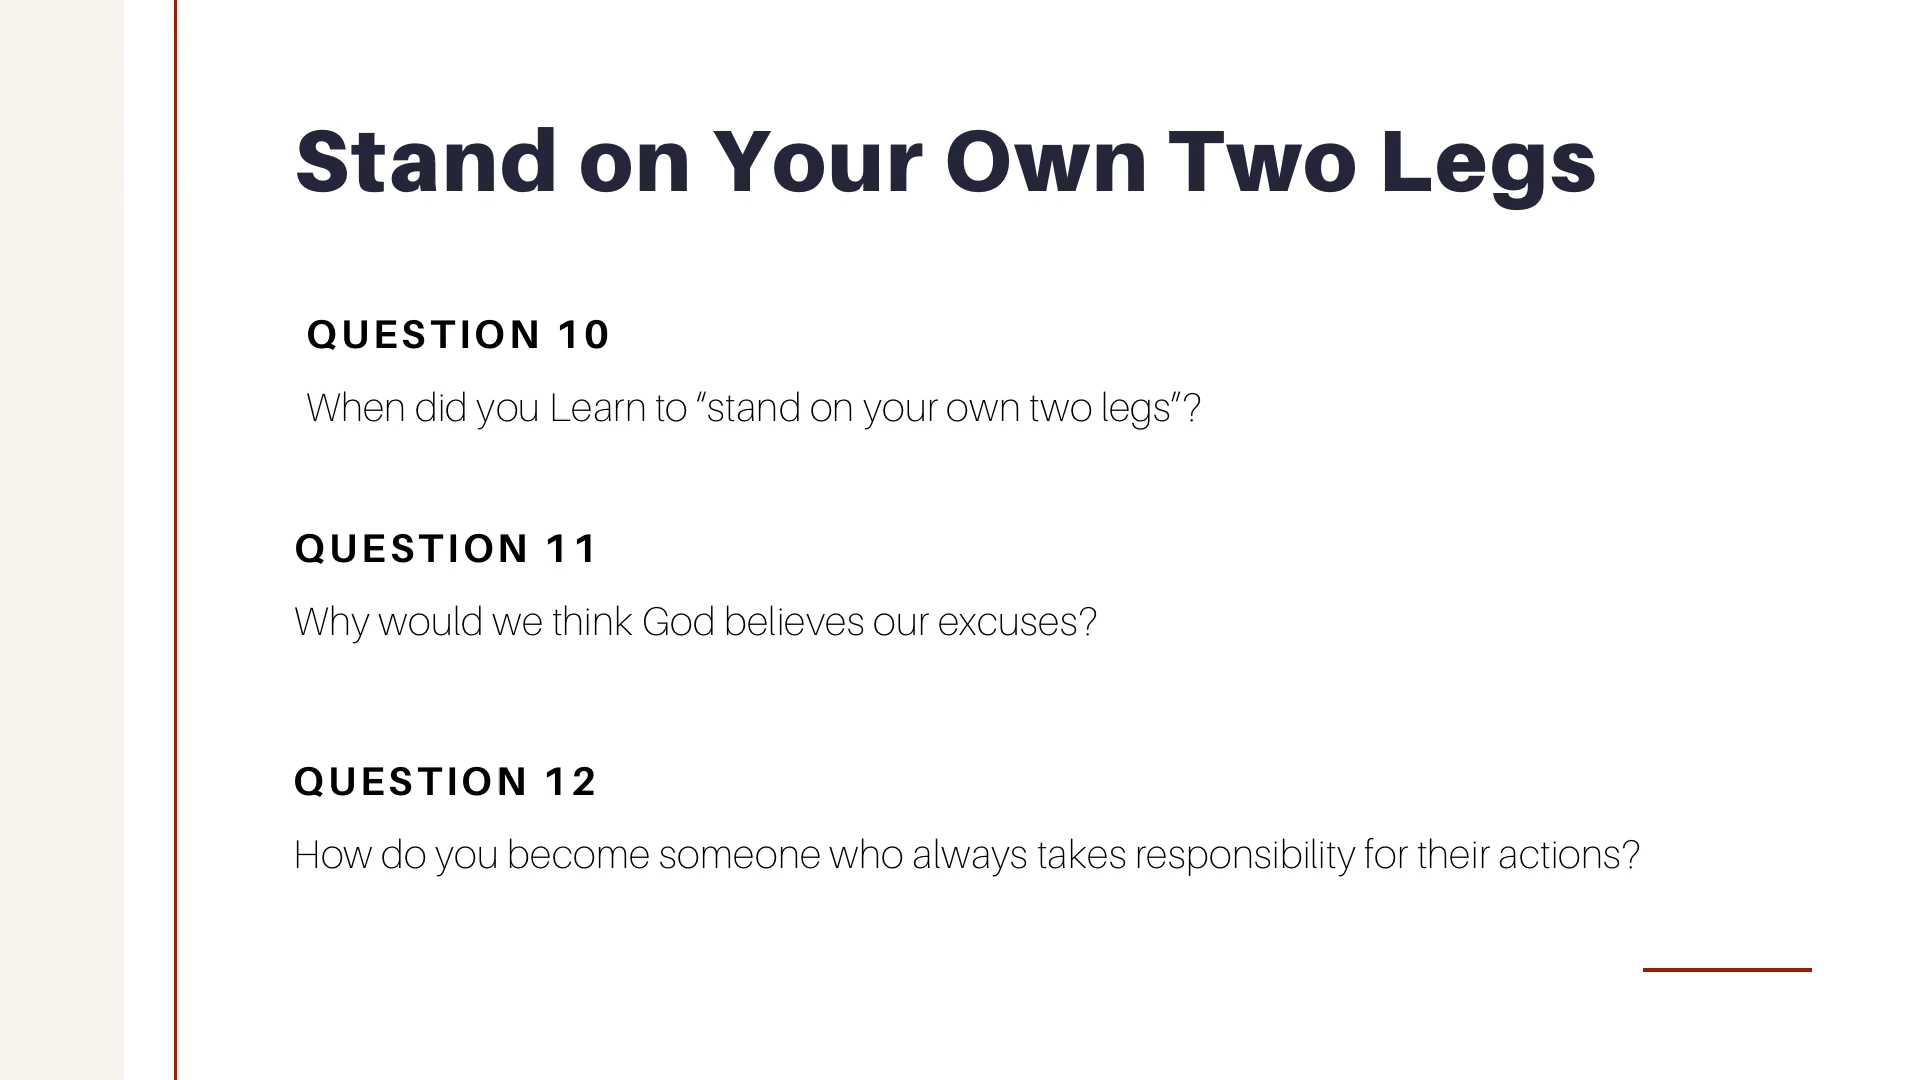 Stand on Your Own Two Legs
QUESTION 10
When did you Learn to “stand on your own two legs”?
QUESTION 11
Why would we think God believes our excuses?
QUESTION 12
How do you become someone who always takes responsibility for their actions?